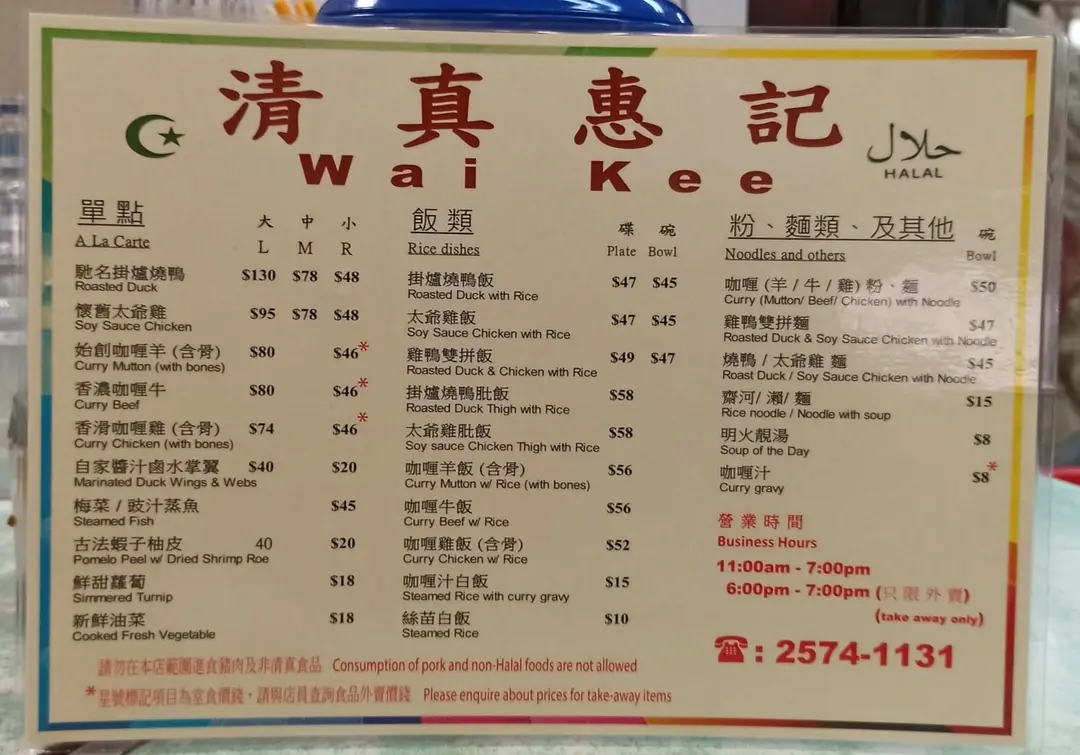 清真惠記
Wai Kee
حلال
HALAL
單點
A La Carte
大 中 小
L M R
馳名掛爐燒鴨 $130 $78 $48
Roasted Duck
懷舊太爺雞 $95 $78 $48
Soy Sauce Chicken
始創咖喱羊 (含骨) $80 $46*
Curry Mutton (with bones)
香濃咖喱牛 $80 $46*
Curry Beef
香滑咖喱雞 (含骨) $74 $46*
Curry Chicken (with bones)
自家醬汁鹵水掌翼 $40 $20
Marinated Duck Wings & Webs
梅菜 / 豉汁蒸魚 $45
Steamed Fish
古法蝦子柚皮 40 $20
Pomelo Peel w/ Dried Shrimp Roe
鮮甜蘿蔔 $18
Simmered Turnip
新鮮油菜 $18
Cooked Fresh Vegetable
飯類
Rice dishes
碟 碗
Plate Bowl
掛爐燒鴨飯 $47 $45
Roasted Duck with Rice
太爺雞飯 $47 $45
Soy Sauce Chicken with Rice
雞鴨雙拼飯 $49 $47
Roasted Duck & Chicken with Rice
掛爐燒鴨肶飯 $58
Roasted Duck Thigh with Rice
太爺雞肶飯 $58
Soy sauce Chicken Thigh with Rice
咖喱羊飯 (含骨) $56
Curry Mutton w/ Rice (with bones)
咖喱牛飯 $56
Curry Beef w/ Rice
咖喱雞飯 (含骨) $52
Curry Chicken w/ Rice
咖喱汁白飯 $15
Steamed Rice with curry gravy
絲苗白飯 $10
Steamed Rice
粉、麵類、及其他
Noodles and others
碗
Bowl
咖喱 (羊 / 牛 / 雞) 粉、麵 $50
Curry (Mutton/ Beef/ Chicken) with Noodle
雞鴨雙拼麵 $47
Roasted Duck & Soy Sauce Chicken with Noodle
燒鴨 / 太爺雞 麵 $45
Roast Duck / Soy Sauce Chicken with Noodle
齋河/ 瀨/ 麵 $15
Rice noodle / Noodle with soup
明火靚湯 $8
Soup of the Day
咖喱汁 $8*
Curry gravy
營業時間
Business Hours
11:00am - 7:00pm
6:00pm - 7:00pm (只限外賣)
(take away only)
☎: 2574-1131
請勿在本店範圍進食豬肉及非清真食品 Consumption of pork and non-Halal foods are not allowed
*星號標記項目為堂食價錢，請與店員查詢食品外賣價錢 Please enquire about prices for take-away items